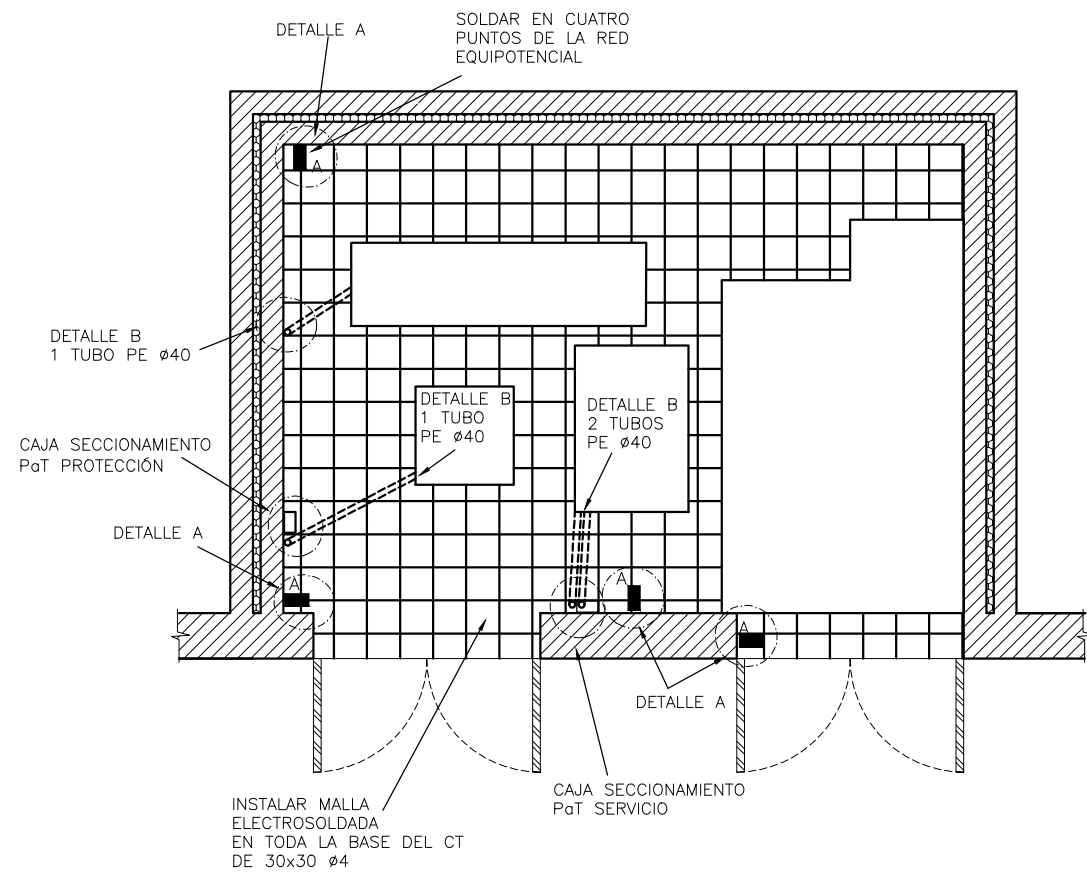 DETALLE A
SOLDAR EN CUATRO
PUNTOS DE LA RED
EQUIPOTENCIAL
A
DETALLE B
1 TUBO PE ø40
DETALLE B
1 TUBO
PE ø40
DETALLE B
2 TUBOS
PE ø40
CAJA SECCIONAMIENTO
PaT PROTECCIÓN
DETALLE A
A
A
A
DETALLE A
CAJA SECCIONAMIENTO
PaT SERVICIO
INSTALAR MALLA
ELECTROSOLDADA
EN TODA LA BASE DEL CT
DE 30x30 ø4